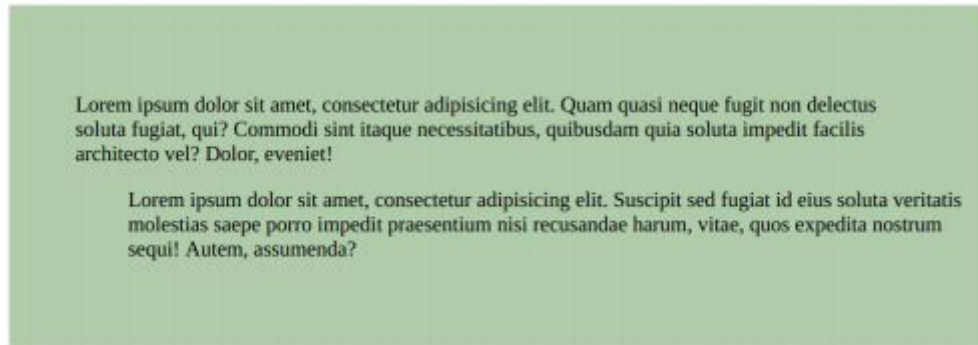 Lorem ipsum dolor sit amet, consectetur adipisicing elit. Quam quasi neque fugit non delectus
soluta fugiat, qui? Commodi sint itaque necessitatibus, quibusdam quia soluta impedit facilis
architecto vel? Dolor, eveniet!
Lorem ipsum dolor sit amet, consectetur adipisicing elit. Suscipit sed fugiat id eius soluta veritatis
molestias saepe porro impedit praesentium nisi recusandae harum, vitae, quos expedita nostrum
sequi! Autem, assumenda?